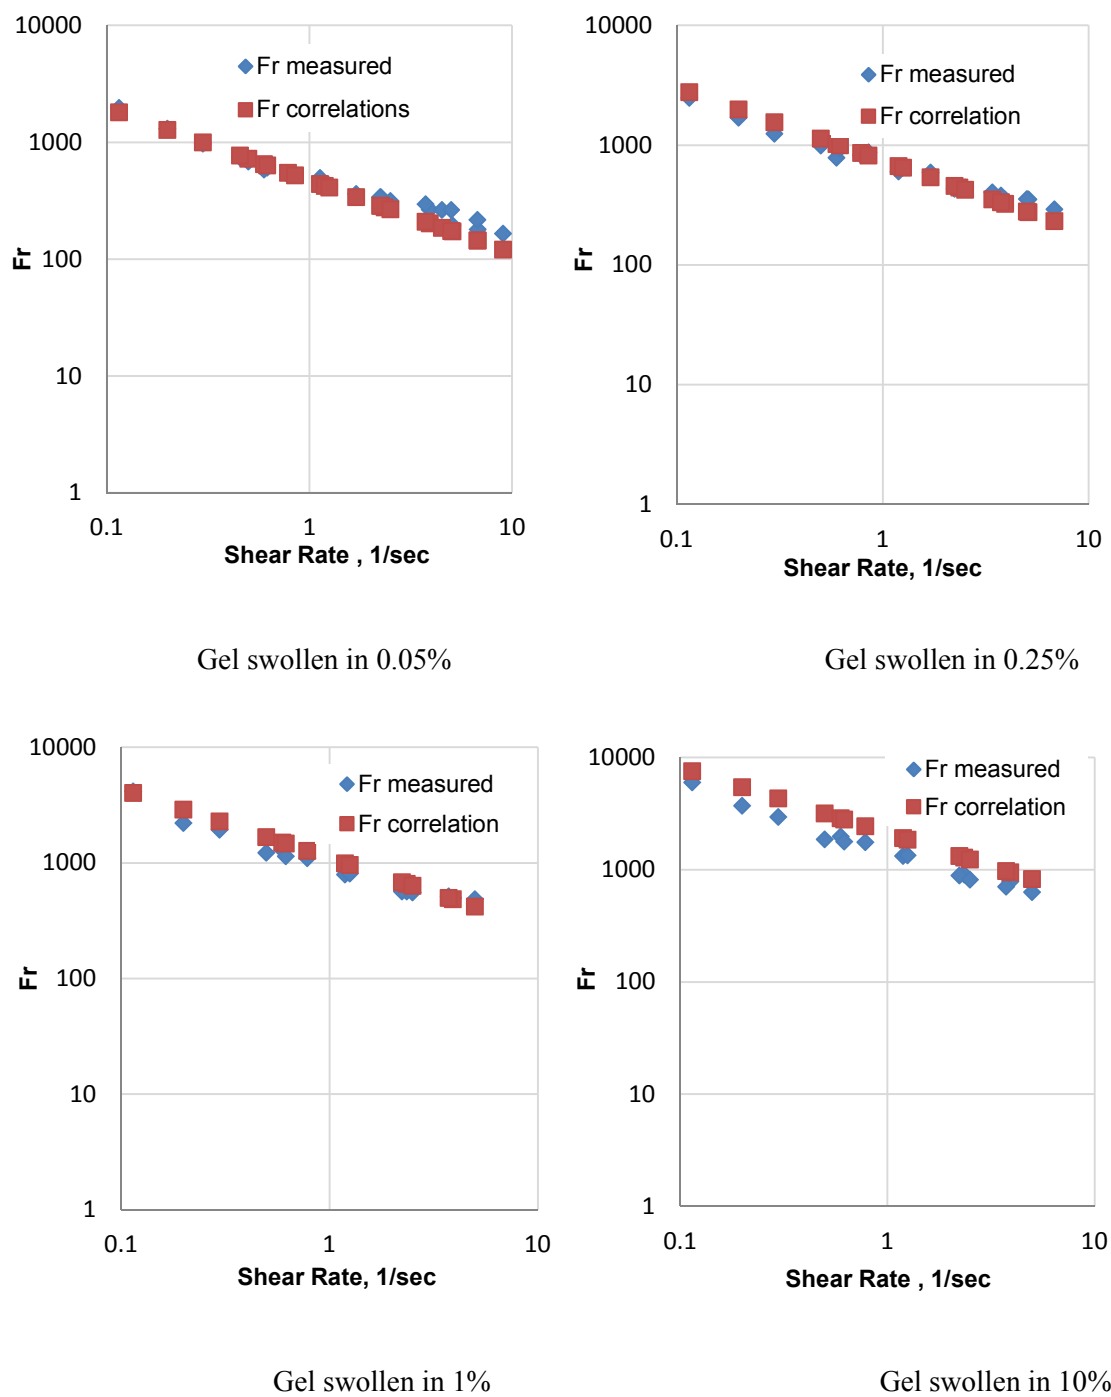 10000
1000
100
10
1
Fr
Fr measured
Fr correlations
0.1 1 10
Shear Rate , 1/sec
Gel swollen in 0.05%
10000
1000
100
10
1
Fr
Fr measured
Fr correlation
0.1 1 10
Shear Rate, 1/sec
Gel swollen in 0.25%
10000
1000
100
10
1
Fr
Fr measured
Fr correlation
0.1 1 10
Shear Rate, 1/sec
Gel swollen in 1%
10000
1000
100
10
1
Fr
Fr measured
Fr correlation
0.1 1 10
Shear Rate , 1/sec
Gel swollen in 10%